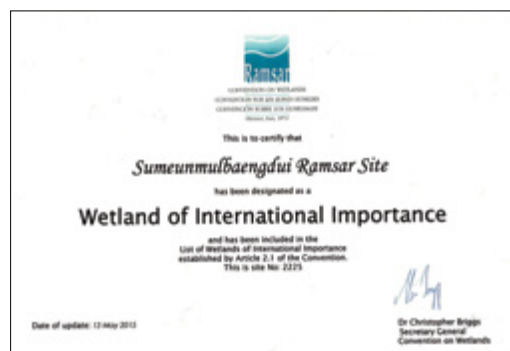 Ramsar
CONVENTION ON WETLANDS
This is to certify that
Sumeunmulbaengdui Ramsar Site
has been designated as a
Wetland of International Importance
and has been included in the
List of Wetlands of International Importance
established by Article 2.1 of the Convention.
This is site No: 2225
Date of update: 13 May 2015
Dr Christopher Briggs
Secretary General
Convention on Wetlands